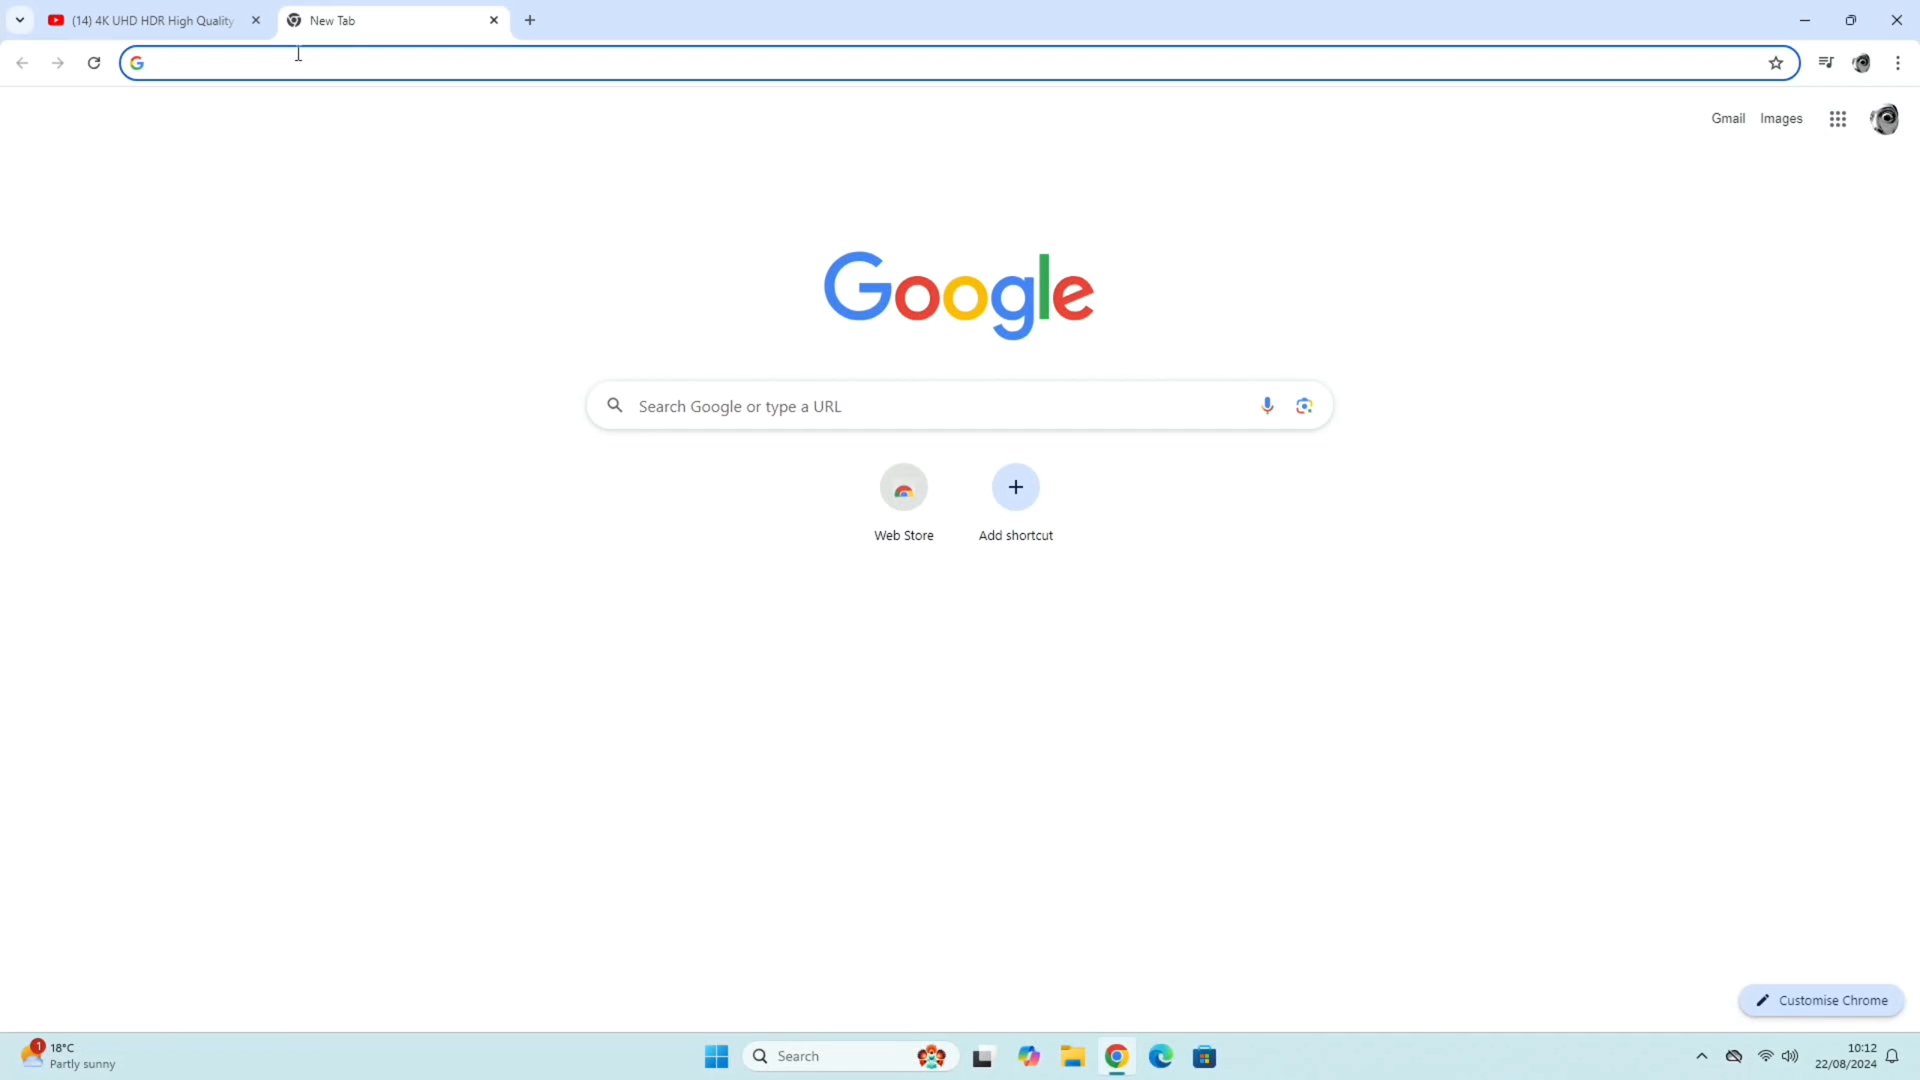 (14) 4K UHD HDR High Quality
New Tab
Gmail Images
Google
Search Google or type a URL
Web Store
Add shortcut
Customise Chrome
1
18°C
Partly sunny
Search
10:12
22/08/2024